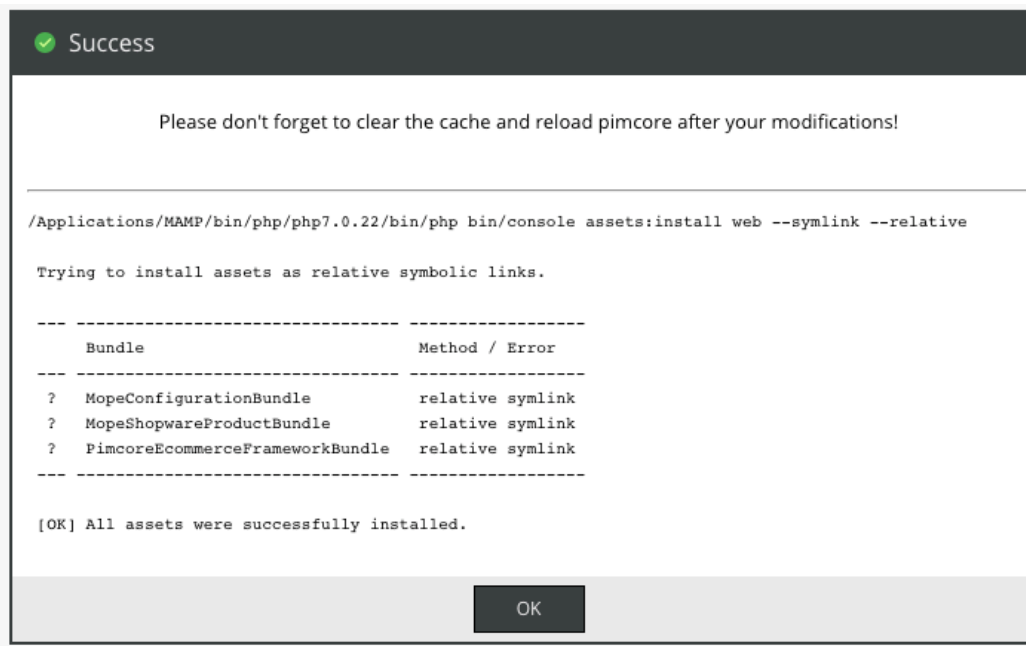 Success
Please don't forget to clear the cache and reload pimcore after your modifications!
/Applications/MAMP/bin/php/php7.0.22/bin/php bin/console assets:install web --symlink --relative
Trying to install assets as relative symbolic links.
--- --------------------------------- ------------------
Bundle Method / Error
--- --------------------------------- ------------------
? MopeConfigurationBundle relative symlink
? MopeShopwareProductBundle relative symlink
? PimcoreEcommerceFrameworkBundle relative symlink
--- --------------------------------- ------------------
[OK] All assets were successfully installed.
OK